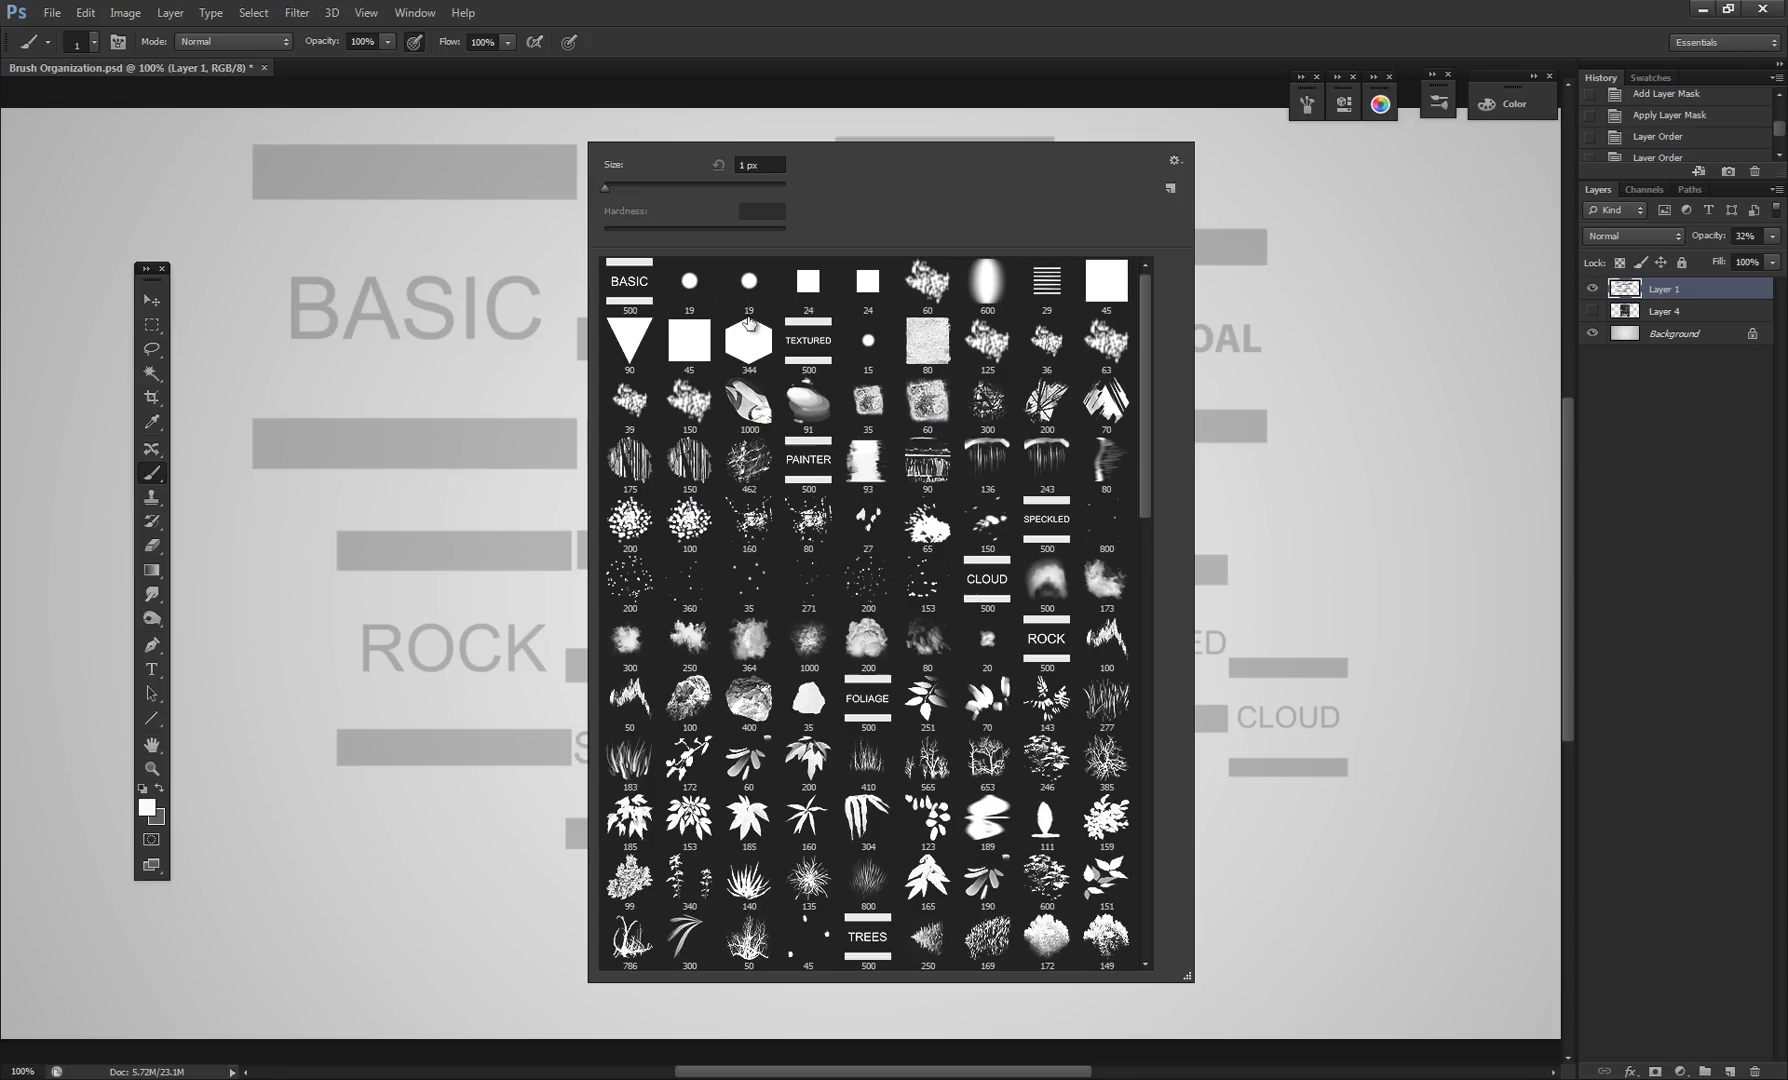 Ps File Edit Image Layer Type Select Filter 3D View Window Help
1 Mode: Normal Opacity: 100% Flow: 100% Essentials
Brush Organization.psd @ 100% (Layer 1, RGB/8) *
History Swatches
Add Layer Mask
Apply Layer Mask
Layer Order
Layer Order
Color
Layers Channels Paths
Kind
Normal Opacity: 32%
Lock: Fill: 100%
Layer 1
Layer 4
Background
Size: 1 px
Hardness:
BASIC
500 19 19 24 24 60 600 29 45
TEXTURED
90 45 344 500 15 80 125 36 63
39 150 1000 91 35 60 300 200 70
PAINTER
175 150 462 500 93 90 136 243 80
SPECKLED
200 100 160 80 27 65 150 500 800
CLOUD
200 360 35 271 200 153 500 500 173
ROCK
300 250 364 1000 200 80 20 500 100
FOLIAGE
50 100 400 35 500 251 70 143 277
183 172 60 200 410 565 653 246 385
185 153 185 160 304 123 189 111 159
99 340 140 135 800 165 190 600 151
TREES
786 300 50 45 500 250 169 172 149
BASIC
OAL
ROCK
ED
CLOUD
S
100% Doc: 5.72M/23.1M